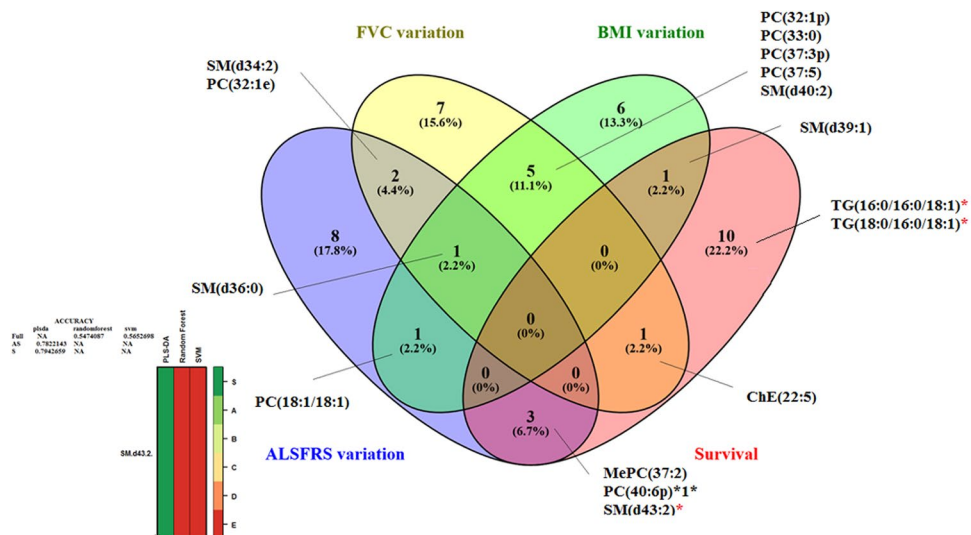 FVC variation
BMI variation
SM(d34:2)
PC(32:1e)
PC(32:1p)
PC(33:0)
PC(37:3p)
PC(37:5)
SM(d40:2)
SM(d39:1)
7
(15.6%)
6
(13.3%)
2
(4.4%)
5
(11.1%)
1
(2.2%)
TG(16:0/16:0/18:1)*
TG(18:0/16:0/18:1)*
8
(17.8%)
1
(2.2%)
0
(0%)
10
(22.2%)
SM(d36:0)
0
(0%)
1
(2.2%)
1
(2.2%)
0
(0%)
0
(0%)
PC(18:1/18:1)
ChE(22:5)
3
(6.7%)
ALSFRS variation
Survival
MePC(37:2)
PC(40:6p)*1*
SM(d43:2)*
ACCURACY
plsda randomforest svm
Full NA 0.5474087 0.5652698
AS 0.7822143 NA NA
S 0.7942659 NA NA
PLS-DA
Random Forest
SVM
SM.d43.2.
S
A
B
C
D
E